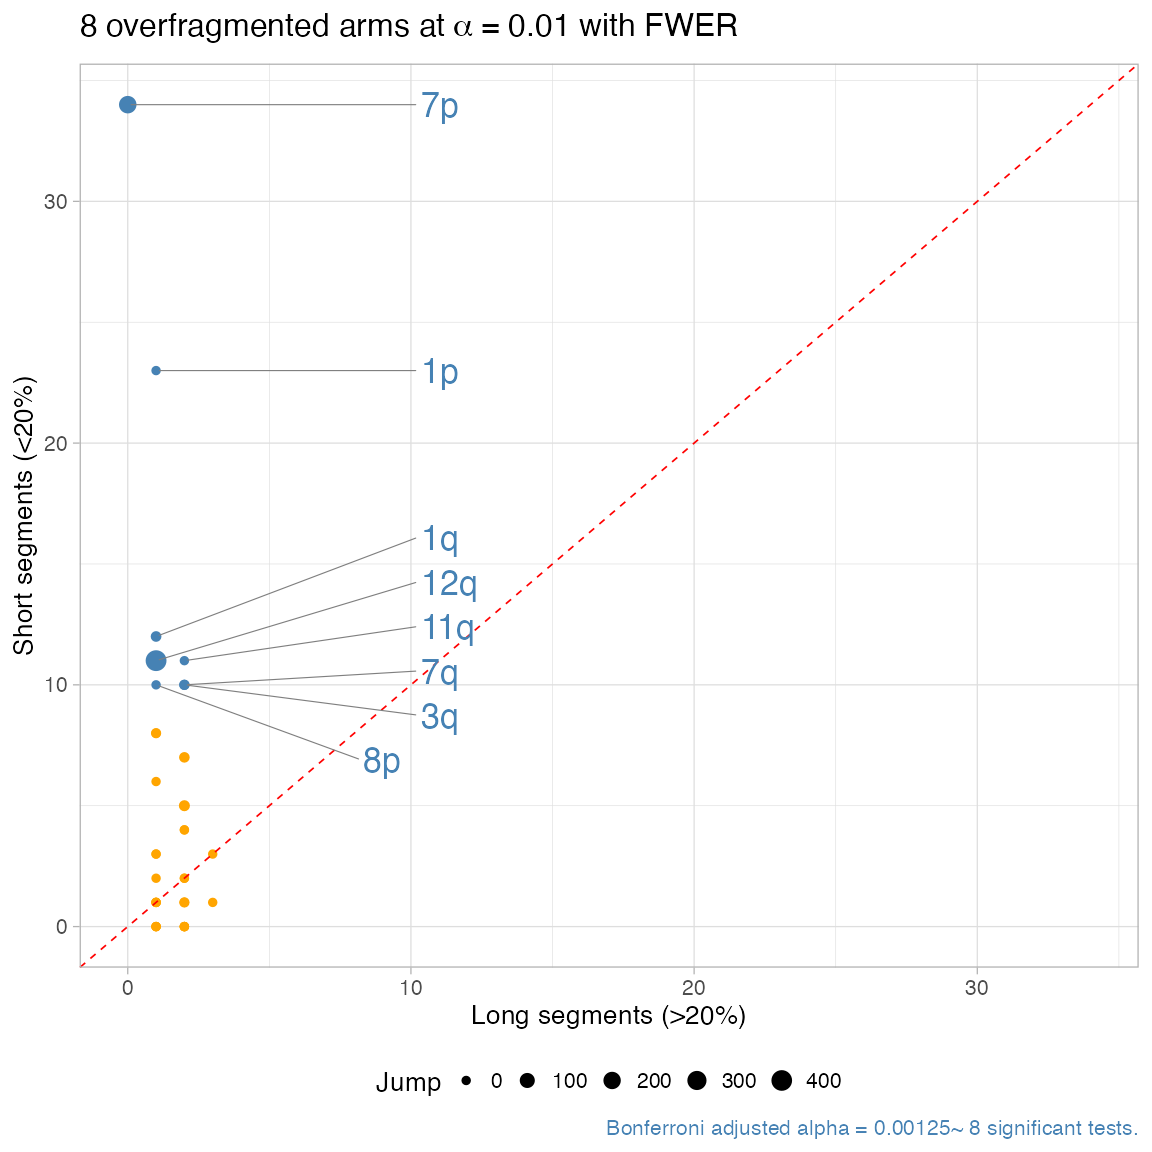 8 overfragmented arms at α = 0.01 with FWER
Short segments (<20%)
30
20
10
0
7p
1p
1q
12q
11q
7q
3q
8p
0 10 20 30
Long segments (>20%)
Jump 0 100 200 300 400
Bonferroni adjusted alpha = 0.00125~ 8 significant tests.